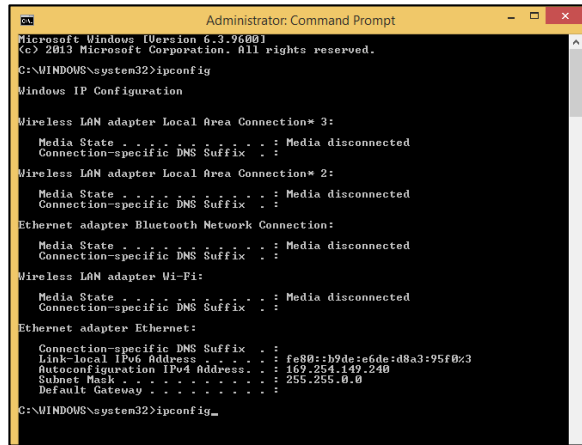 Administrator: Command Prompt
Microsoft Windows [Version 6.3.9600]
(c) 2013 Microsoft Corporation. All rights reserved.
C:\WINDOWS\system32>ipconfig
Windows IP Configuration
Wireless LAN adapter Local Area Connection* 3:
Media State . . . . . . . . . . . : Media disconnected
Connection-specific DNS Suffix  . :
Wireless LAN adapter Local Area Connection* 2:
Media State . . . . . . . . . . . : Media disconnected
Connection-specific DNS Suffix  . :
Ethernet adapter Bluetooth Network Connection:
Media State . . . . . . . . . . . : Media disconnected
Connection-specific DNS Suffix  . :
Wireless LAN adapter Wi-Fi:
Media State . . . . . . . . . . . : Media disconnected
Connection-specific DNS Suffix  . :
Ethernet adapter Ethernet:
Connection-specific DNS Suffix  . :
Link-local IPv6 Address . . . . . : fe80::b9de:e6de:d8a3:95f0%3
Autoconfiguration IPv4 Address. . : 169.254.149.240
Subnet Mask . . . . . . . . . . . : 255.255.0.0
Default Gateway . . . . . . . . . :
C:\WINDOWS\system32>ipconfig_